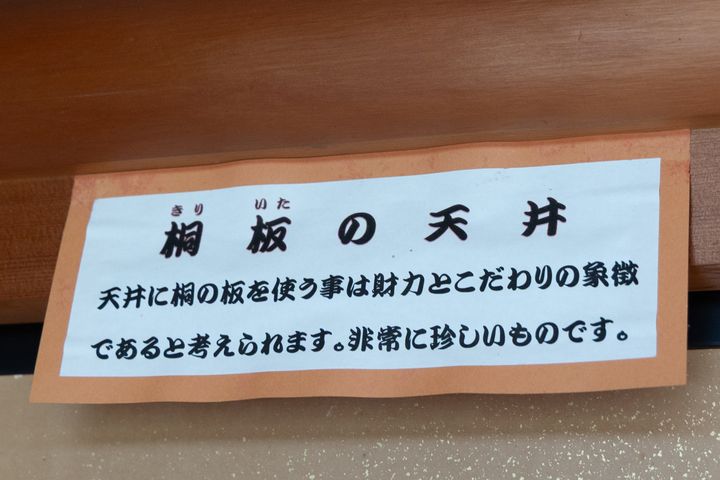 きり いた
桐板の天井
天井に桐の板を使う事は財力とこだわりの象徴
であると考えられます。非常に珍しいものです。